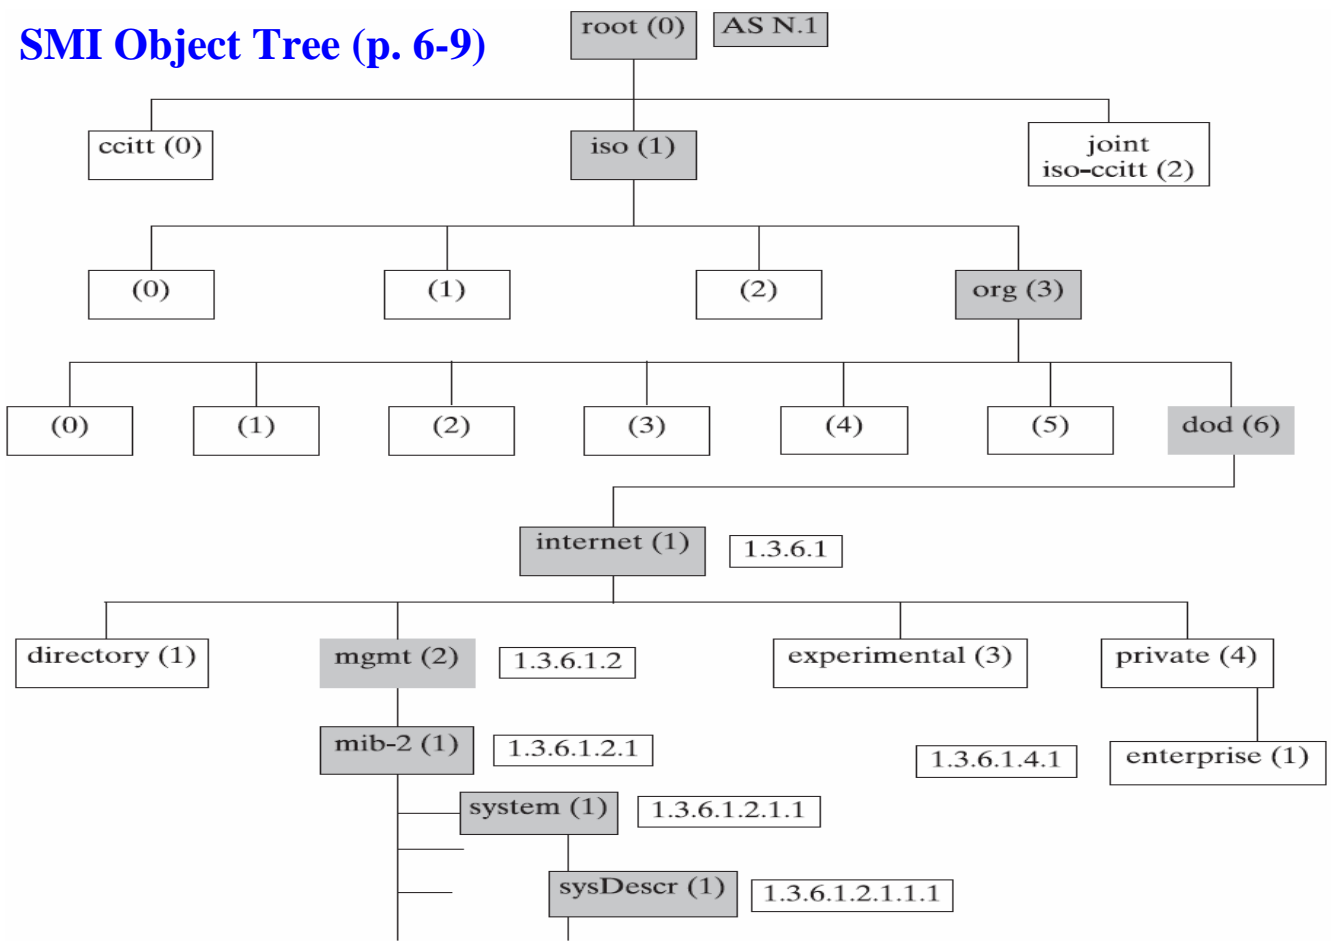 SMI Object Tree (p. 6-9)
root (0)
AS N.1
ccitt (0)
iso (1)
joint
iso-ccitt (2)
(0)
(1)
(2)
org (3)
(0)
(1)
(2)
(3)
(4)
(5)
dod (6)
internet (1)
1.3.6.1
directory (1)
mgmt (2)
1.3.6.1.2
experimental (3)
private (4)
mib-2 (1)
1.3.6.1.2.1
1.3.6.1.4.1
enterprise (1)
system (1)
1.3.6.1.2.1.1
sysDescr (1)
1.3.6.1.2.1.1.1